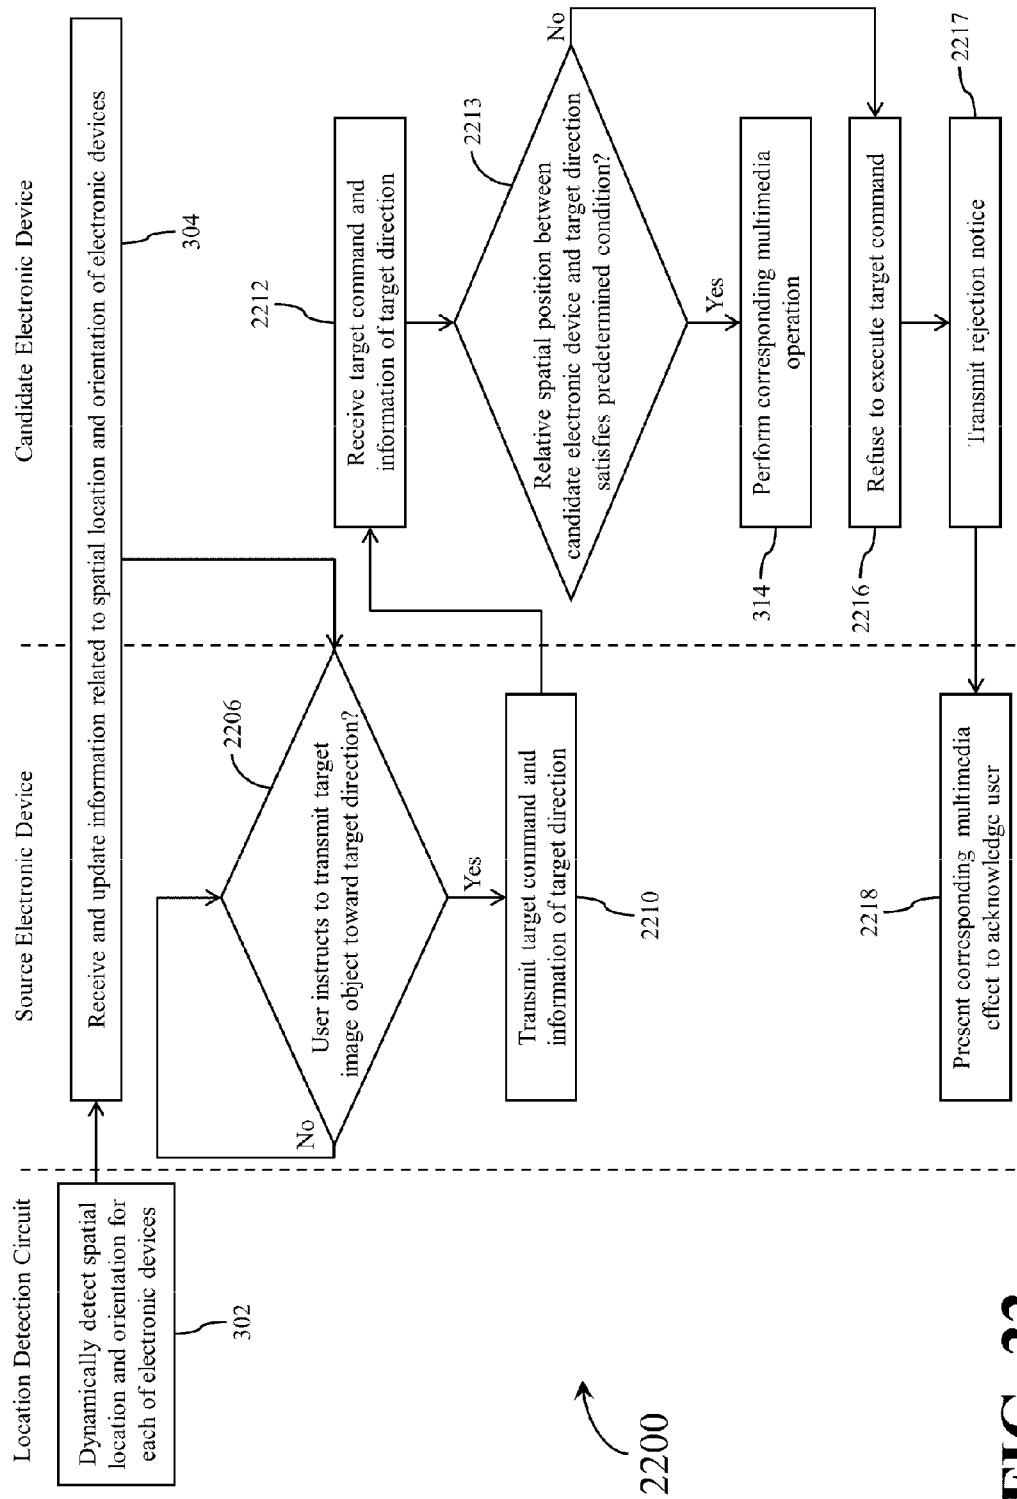 Location Detection Circuit
Source Electronic Device
Candidate Electronic Device
Dynamically detect spatial
location and orientation for
each of electronic devices
302
Receive and update information related to spatial location and orientation of electronic devices
304
2206
User instructs to transmit target
image object toward target direction?
No
Yes
Transmit target command and
information of target direction
2210
2212
Receive target command and
information of target direction
2213
Relative spatial position between
candidate electronic device and target direction
satisfies predetermined condition?
No
Yes
Perform corresponding multimedia
operation
314
Refuse to execute target command
2216
Transmit rejection notice
2217
Present corresponding multimedia
effect to acknowledge user
2218
2200
FIG. 22